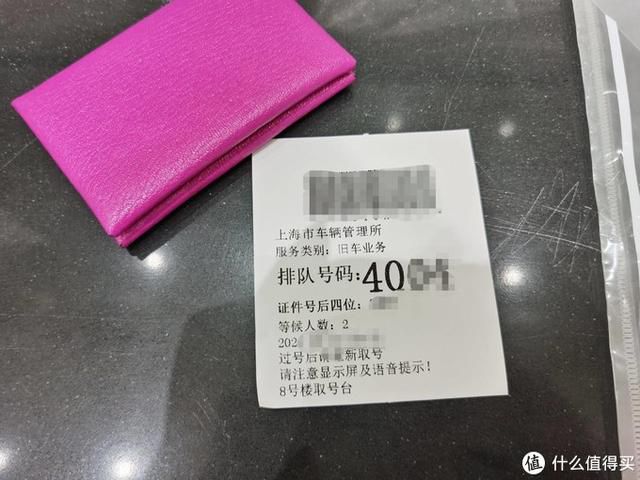 上海市车辆管理所
服务类别: 旧车业务
排队号码:40
证件号后四位:
等候人数: 2
202
过号后请重新取号
请注意显示屏及语音提示!
8号楼取号台
值 什么值得买